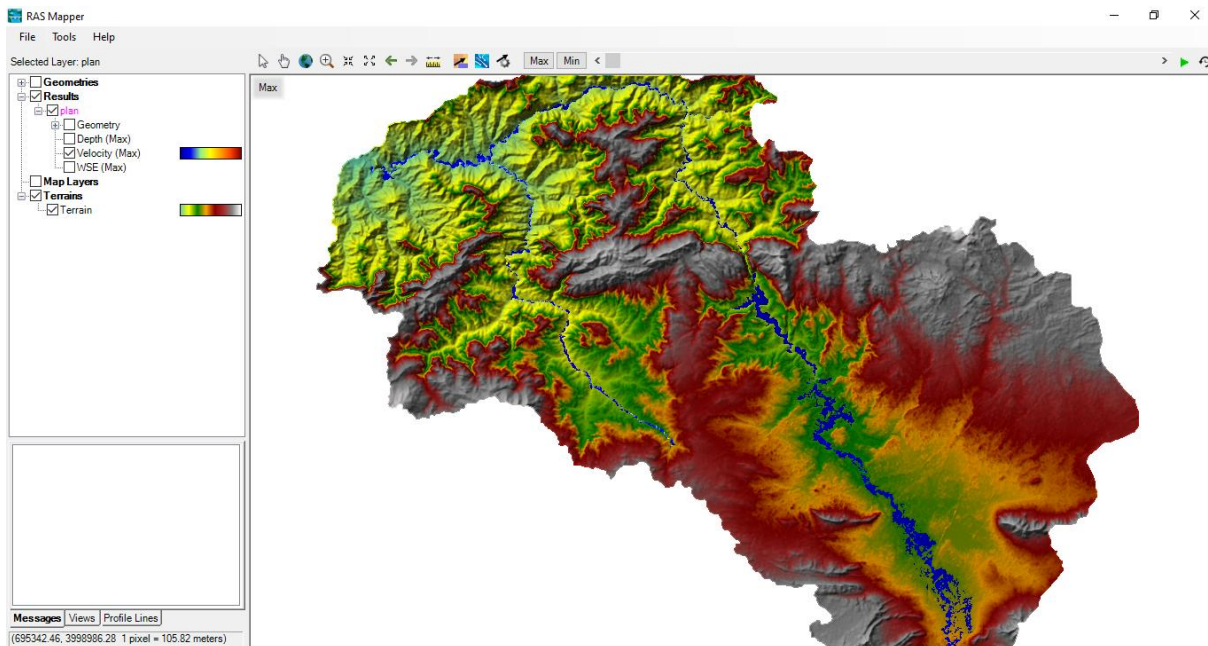 RAS Mapper
File Tools Help
Selected Layer: plan
Max Min
Max
Geometries
Results
plan
Geometry
Depth (Max)
Velocity (Max)
WSE (Max)
Map Layers
Terrains
Terrain
Messages Views Profile Lines
(695342.46, 3998986.28 1 pixel = 105.82 meters)